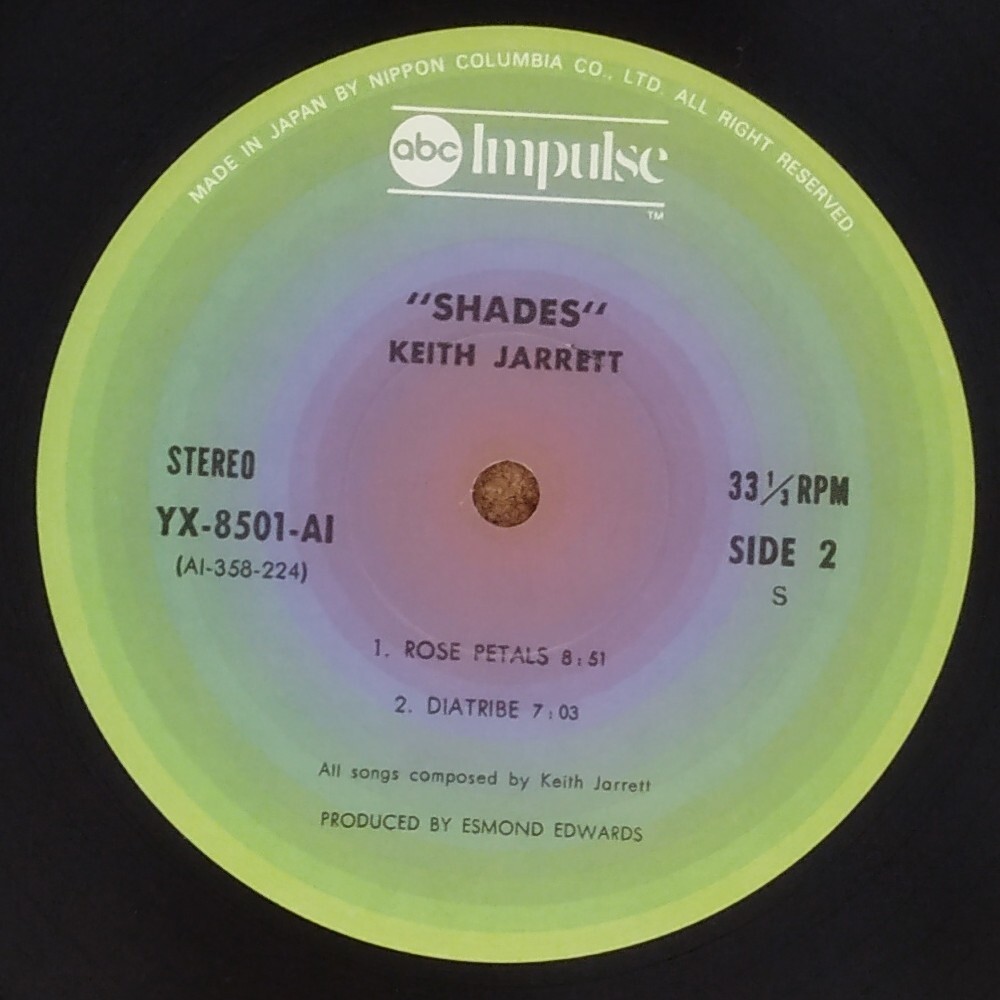 MADE IN JAPAN BY NIPPON COLUMBIA CO., LTD. ALL RIGHT RESERVED.
abc Impulse
TM
"SHADES"
KEITH JARRETT
STEREO
YX-8501-AI
(AI-358-224)
33 1/3 RPM
SIDE 2
S
1. ROSE PETALS 8:51
2. DIATRIBE 7:03
All songs composed by Keith Jarrett
PRODUCED BY ESMOND EDWARDS